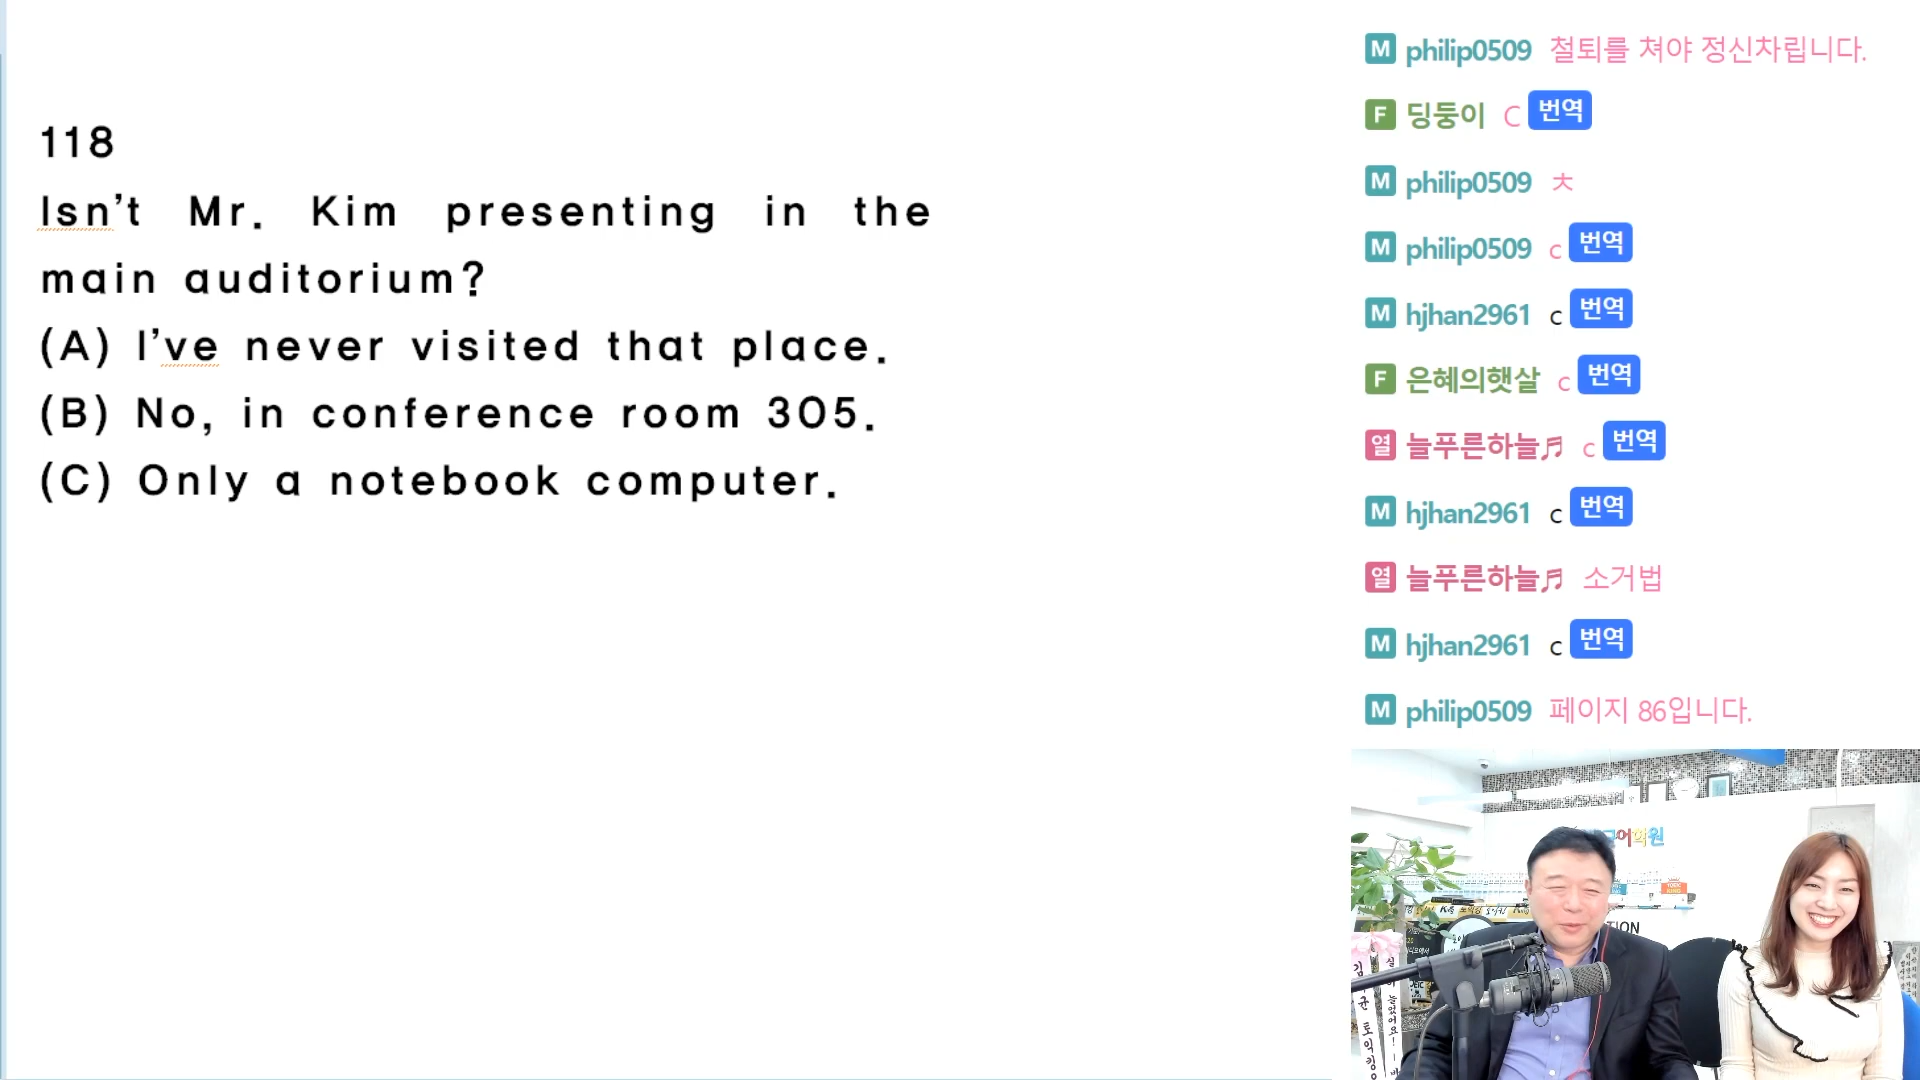 118
Isn't Mr. Kim presenting in the
main auditorium?
(A) I've never visited that place.
(B) No, in conference room 305.
(C) Only a notebook computer.
M philip0509 철퇴를 쳐야 정신차립니다.
F 딩둥이 C 번역
M philip0509 ㅊ
M philip0509 c 번역
M hjhan2961 c 번역
F 은혜의햇살 c 번역
열 늘푸른하늘♬ c 번역
M hjhan2961 c 번역
열 늘푸른하늘♬ 소거법
M hjhan2961 c 번역
M philip0509 페이지 86입니다.
어학원
TION